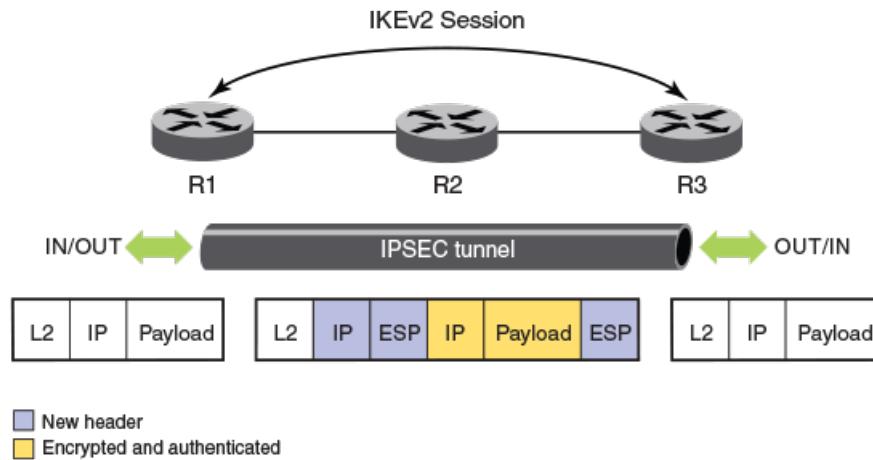 IKEv2 Session
R1 R2 R3
IN/OUT IPSEC tunnel OUT/IN
L2 IP Payload L2 IP ESP IP Payload ESP L2 IP Payload
New header
Encrypted and authenticated